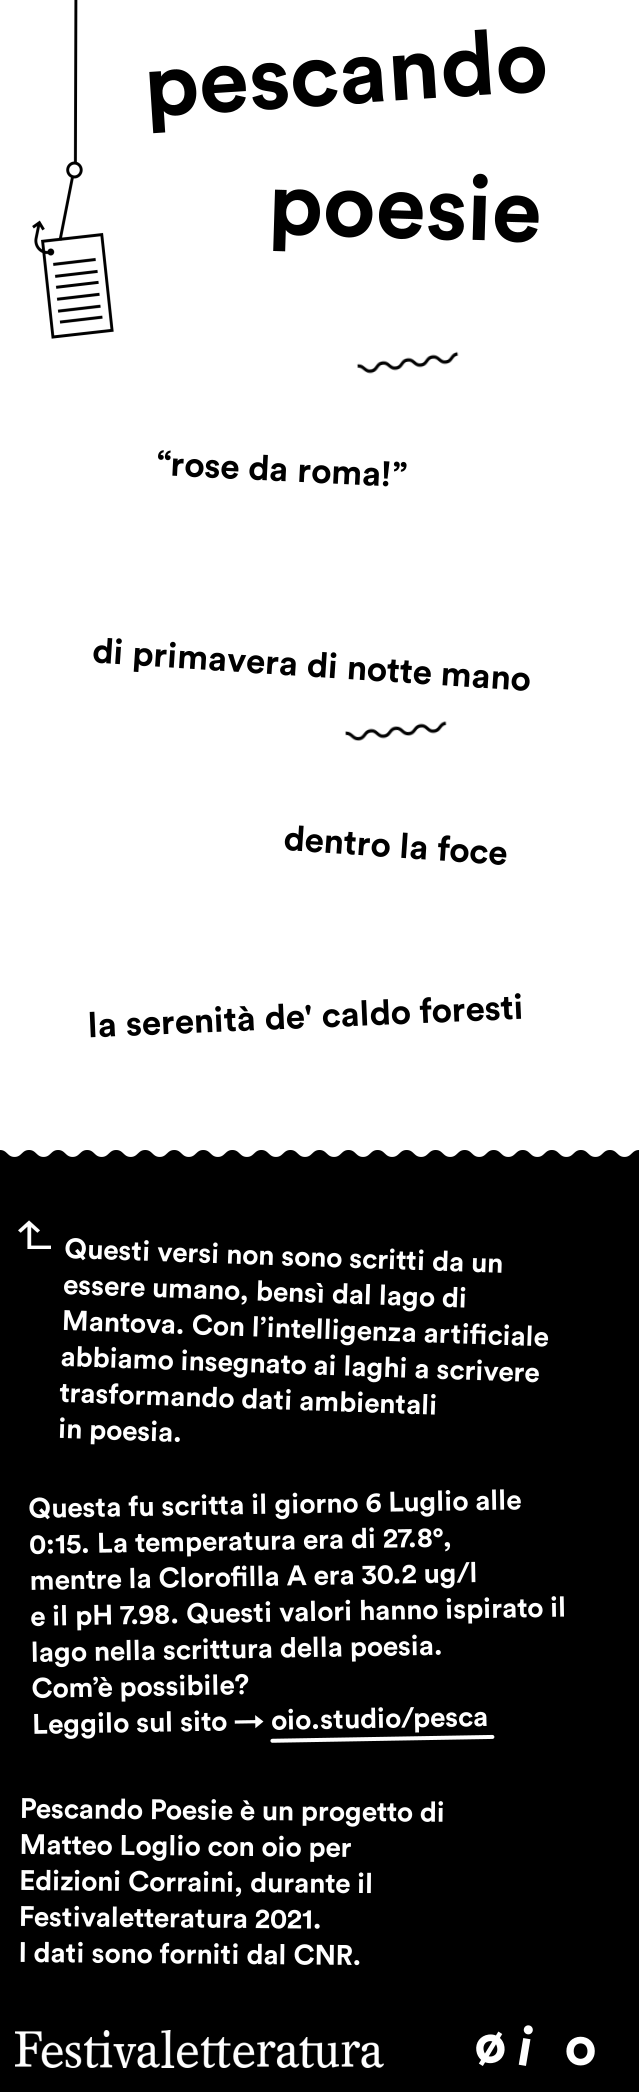 pescando
poesie
“rose da roma!”
di primavera di notte mano
dentro la foce
la serenità de' caldo foresti
Questi versi non sono scritti da un
essere umano, bensì dal lago di
Mantova. Con l’intelligenza artificiale
abbiamo insegnato ai laghi a scrivere
trasformando dati ambientali
in poesia.
Questa fu scritta il giorno 6 Luglio alle
0:15. La temperatura era di 27.8°,
mentre la Clorofilla A era 30.2 ug/l
e il pH 7.98. Questi valori hanno ispirato il
lago nella scrittura della poesia.
Com’è possibile?
Leggilo sul sito → oio.studio/pesca
Pescando Poesie è un progetto di
Matteo Loglio con oio per
Edizioni Corraini, durante il
Festivaletteratura 2021.
I dati sono forniti dal CNR.
Festivaletteratura øio